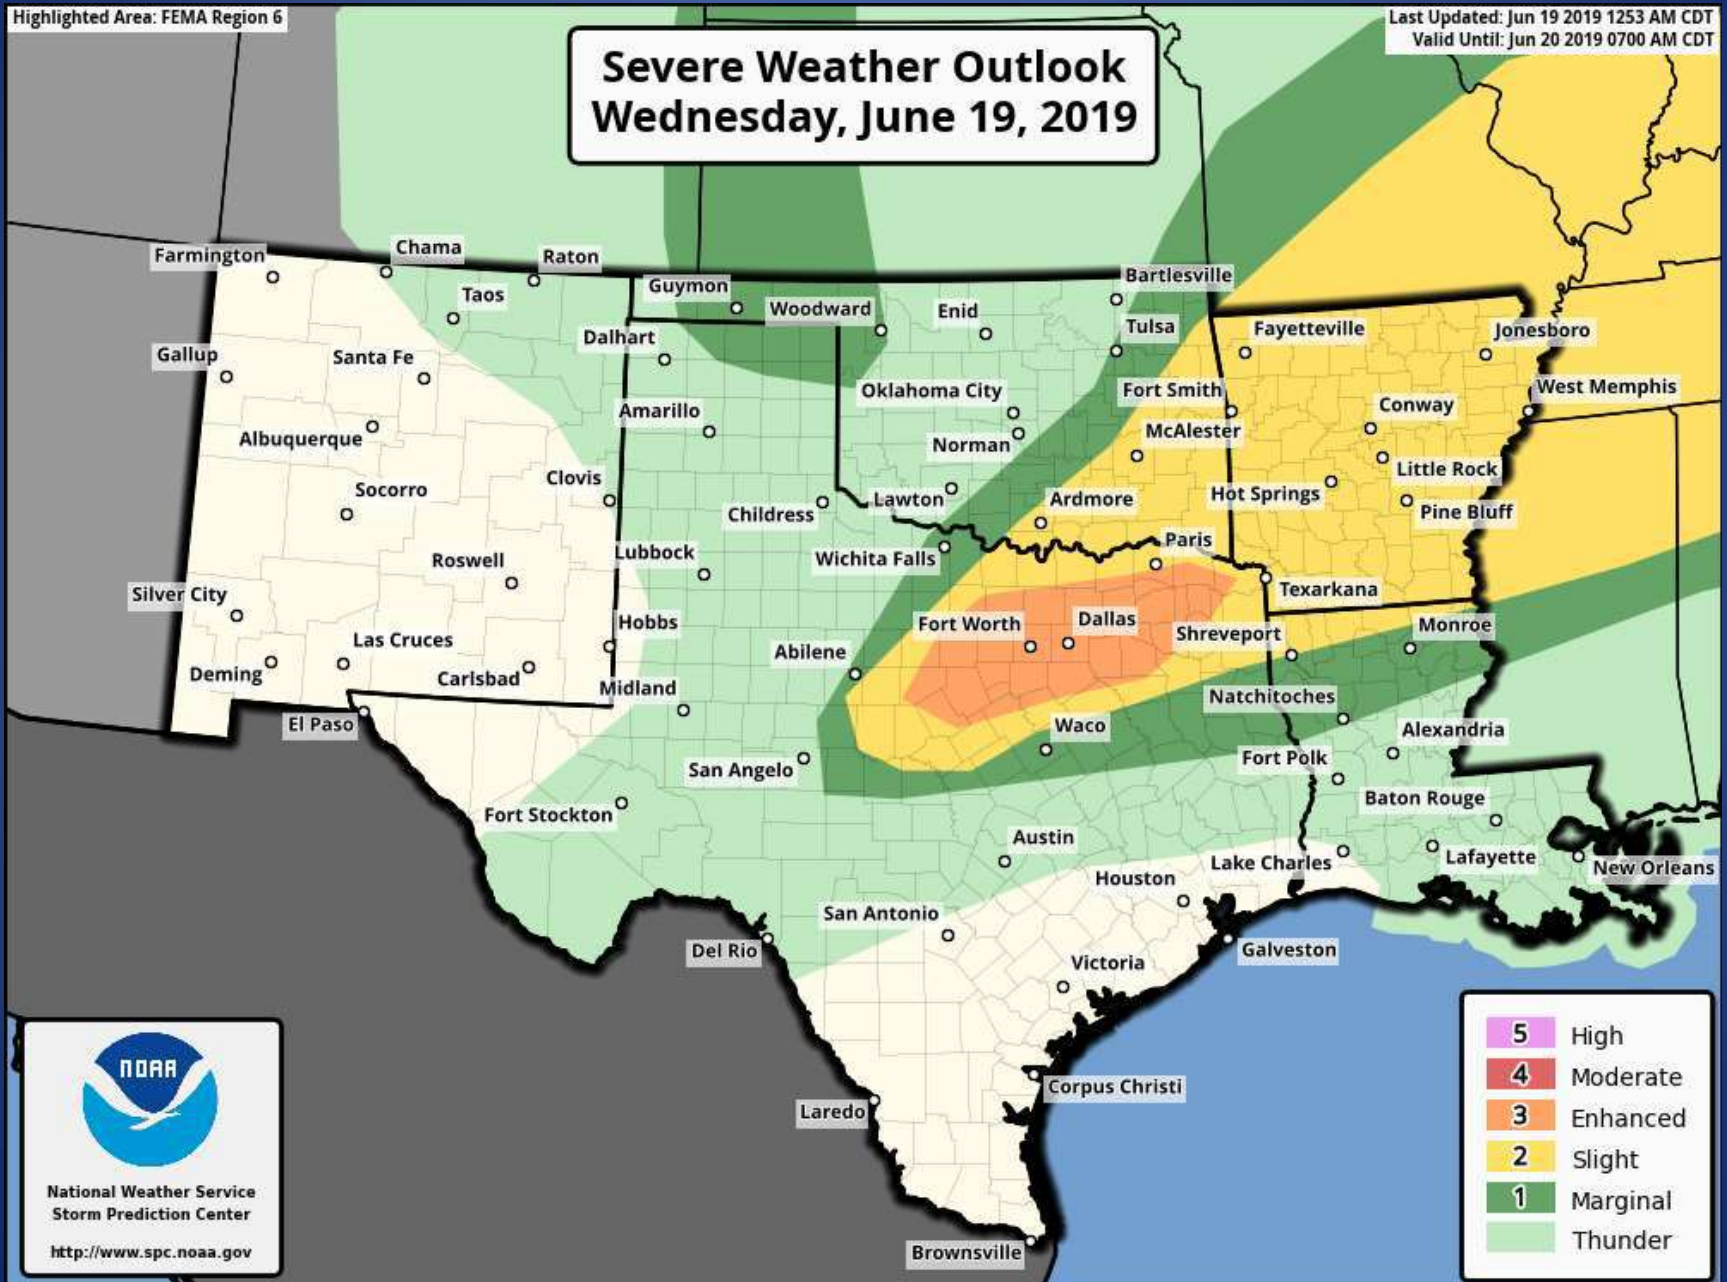 Highlighted Area: FEMA Region 6
Last Updated: Jun 19 2019 1253 AM CDT
Valid Until: Jun 20 2019 0700 AM CDT
Severe Weather Outlook
Wednesday, June 19, 2019
Farmington
Chama
Raton
Taos
Guymon
Woodward
Enid
Bartlesville
Tulsa
Fayetteville
Jonesboro
Gallup
Santa Fe
Dalhart
Oklahoma City
Fort Smith
Conway
West Memphis
Albuquerque
Amarillo
Norman
McAlester
Little Rock
Socorro
Clovis
Childress
Lawton
Ardmore
Hot Springs
Pine Bluff
Roswell
Lubbock
Wichita Falls
Paris
Texarkana
Silver City
Las Cruces
Hobbs
Fort Worth
Dallas
Shreveport
Monroe
Deming
Carlsbad
Midland
Abilene
Natchitoches
El Paso
San Angelo
Waco
Fort Polk
Alexandria
Fort Stockton
Austin
Baton Rouge
Lake Charles
Lafayette
New Orleans
Houston
San Antonio
Del Rio
Galveston
Victoria
Corpus Christi
Laredo
Brownsville
NOAA
National Weather Service
Storm Prediction Center
http://www.spc.noaa.gov
5 High
4 Moderate
3 Enhanced
2 Slight
1 Marginal
Thunder